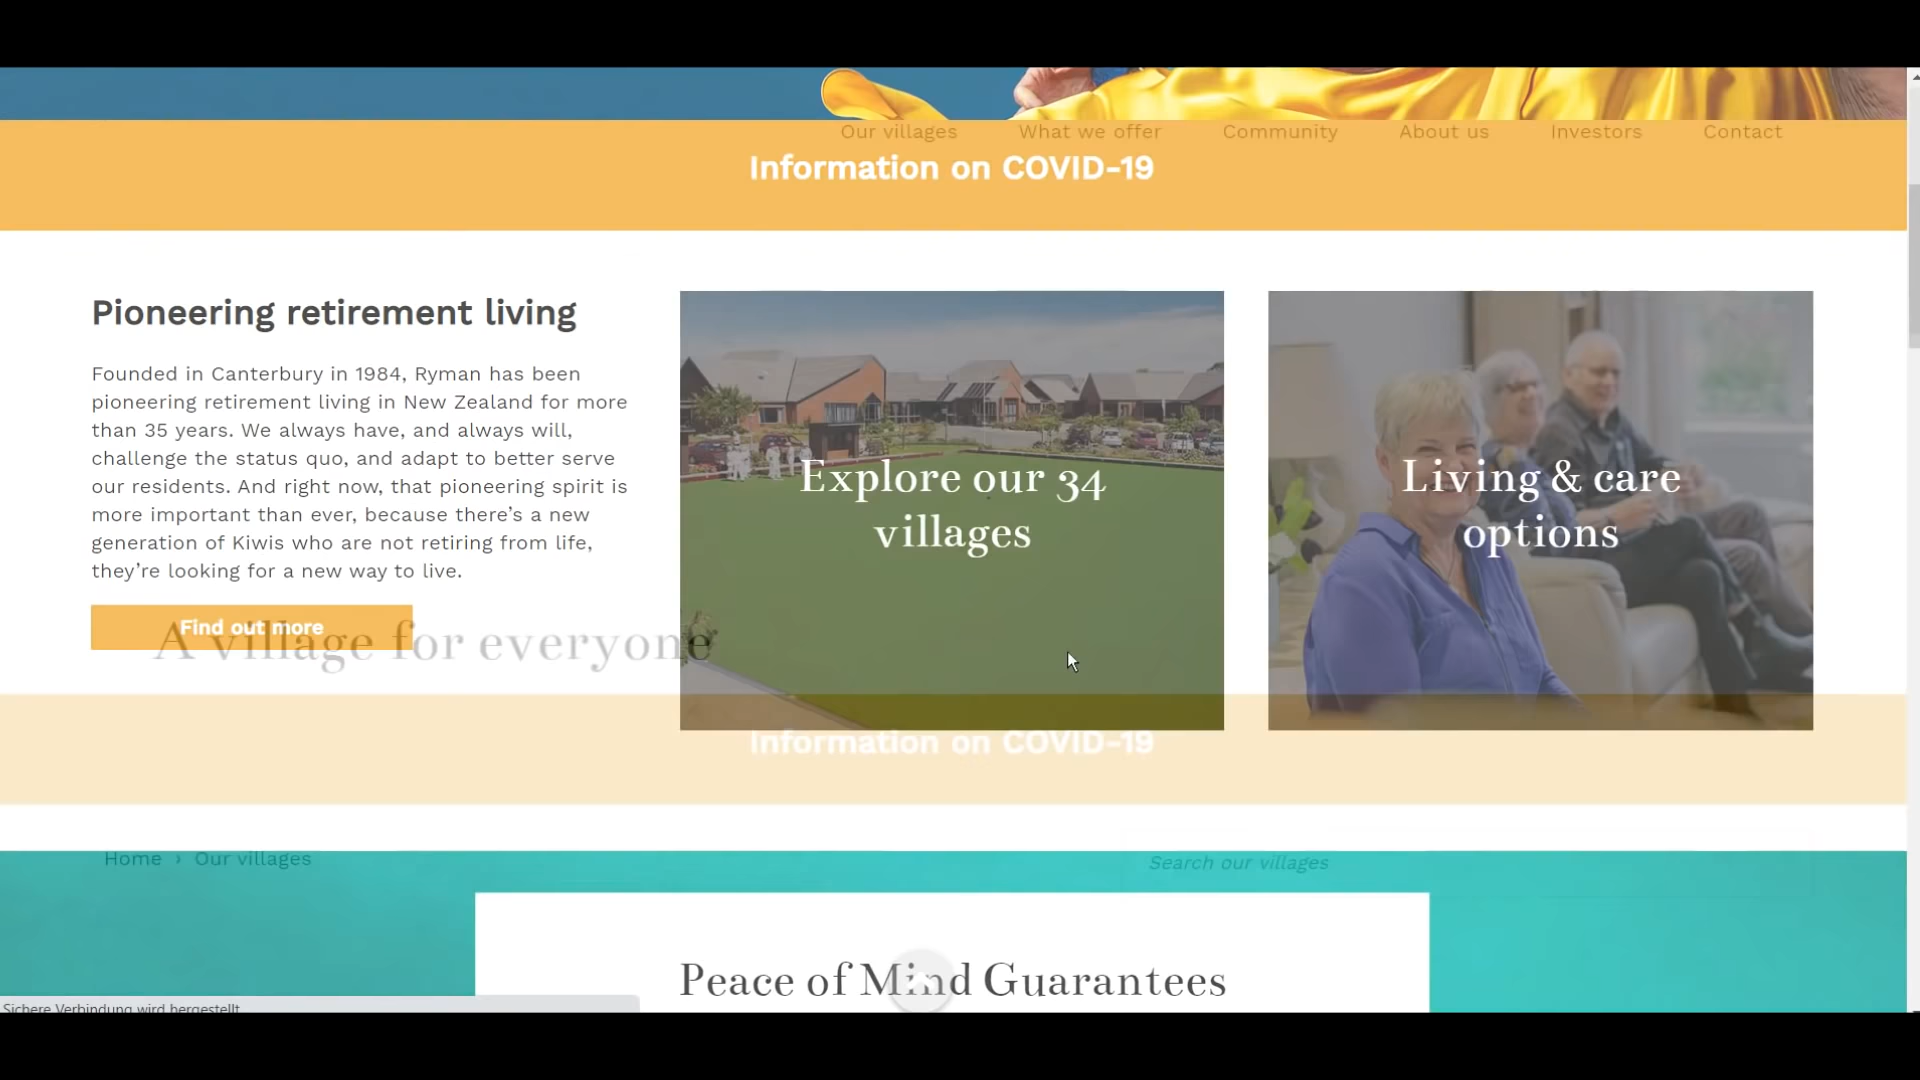 Our villages What we offer Community About us Investors Contact
Information on COVID-19
Pioneering retirement living
Founded in Canterbury in 1984, Ryman has been
pioneering retirement living in New Zealand for more
than 35 years. We always have, and always will,
challenge the status quo, and adapt to better serve
our residents. And right now, that pioneering spirit is
more important than ever, because there’s a new
generation of Kiwis who are not retiring from life,
they’re looking for a new way to live.
Find out more
A village for everyone
Explore our 34
villages
Living & care
options
Information on COVID-19
Home › Our villages
Search our villages
Peace of Mind Guarantees
Sichere Verbindung wird hergestellt